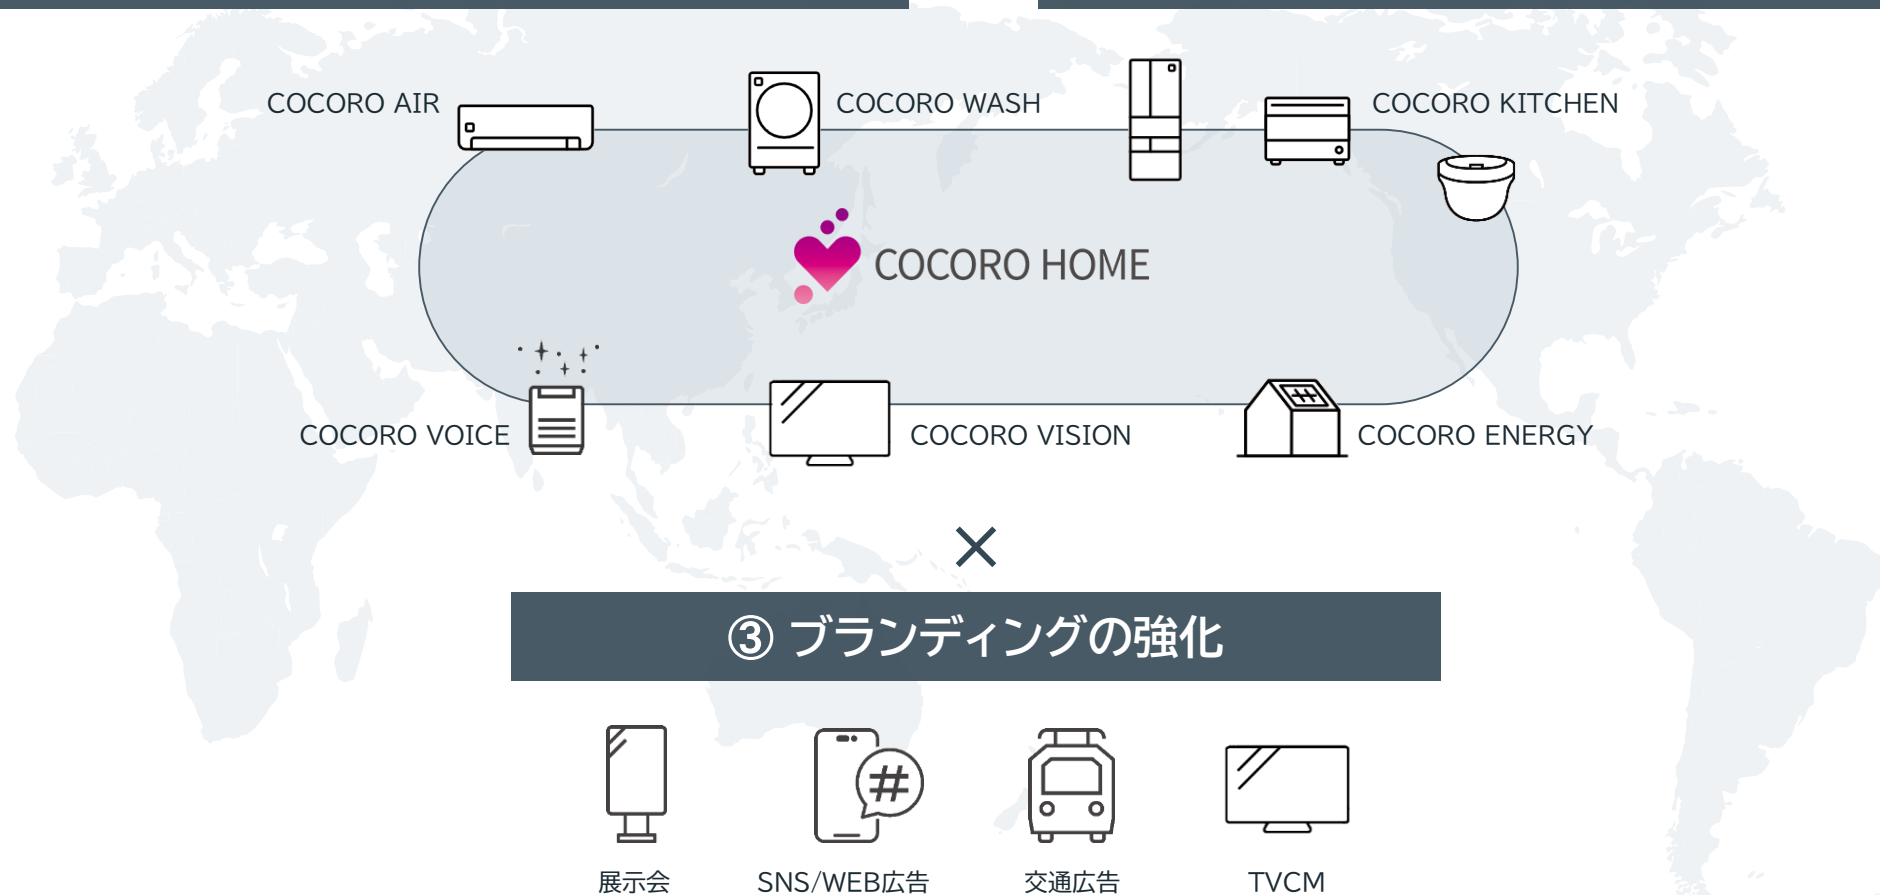 COCORO AIR
COCORO WASH
COCORO KITCHEN
COCORO HOME
COCORO VOICE
COCORO VISION
COCORO ENERGY
×
③ ブランディングの強化
#
展示会
SNS/WEB広告
交通広告
TVCM